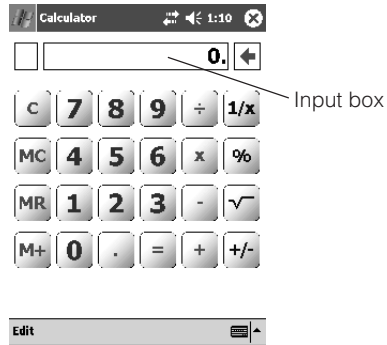 Calculator 1:10
0.
Input box
C 7 8 9 ÷ 1/x
MC 4 5 6 x %
MR 1 2 3 - √
M+ 0 . = + +/-
Edit